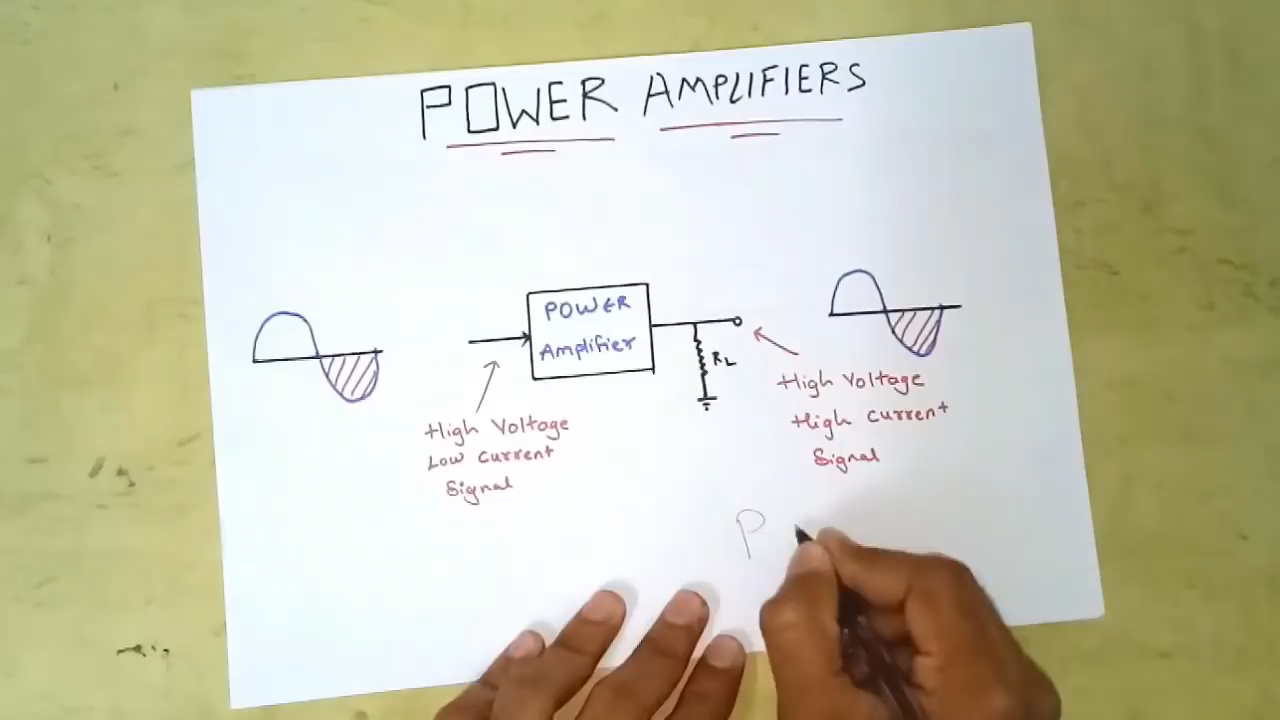 POWER AMPLIFIERS
POWER
Amplifier
RL
High Voltage
Low current
Signal
High Voltage
High current
Signal
P